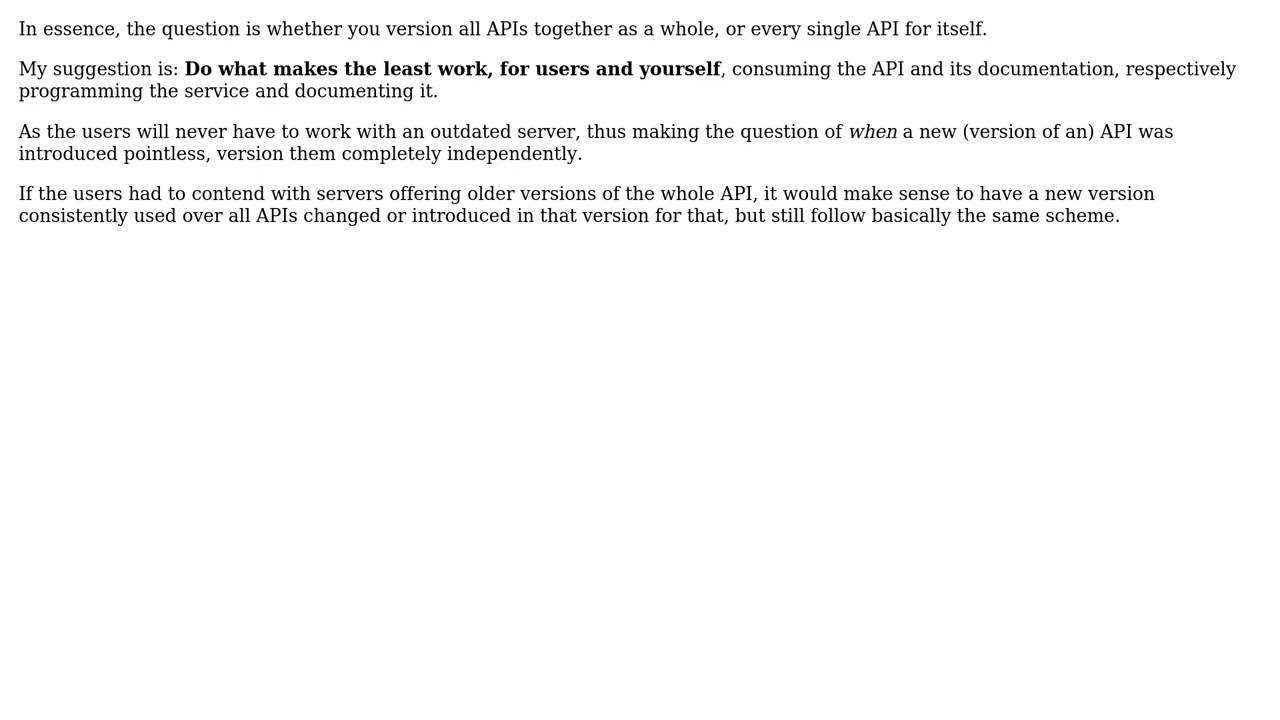 In essence, the question is whether you version all APIs together as a whole, or every single API for itself.
My suggestion is: Do what makes the least work, for users and yourself, consuming the API and its documentation, respectively
programming the service and documenting it.
As the users will never have to work with an outdated server, thus making the question of when a new (version of an) API was
introduced pointless, version them completely independently.
If the users had to contend with servers offering older versions of the whole API, it would make sense to have a new version
consistently used over all APIs changed or introduced in that version for that, but still follow basically the same scheme.